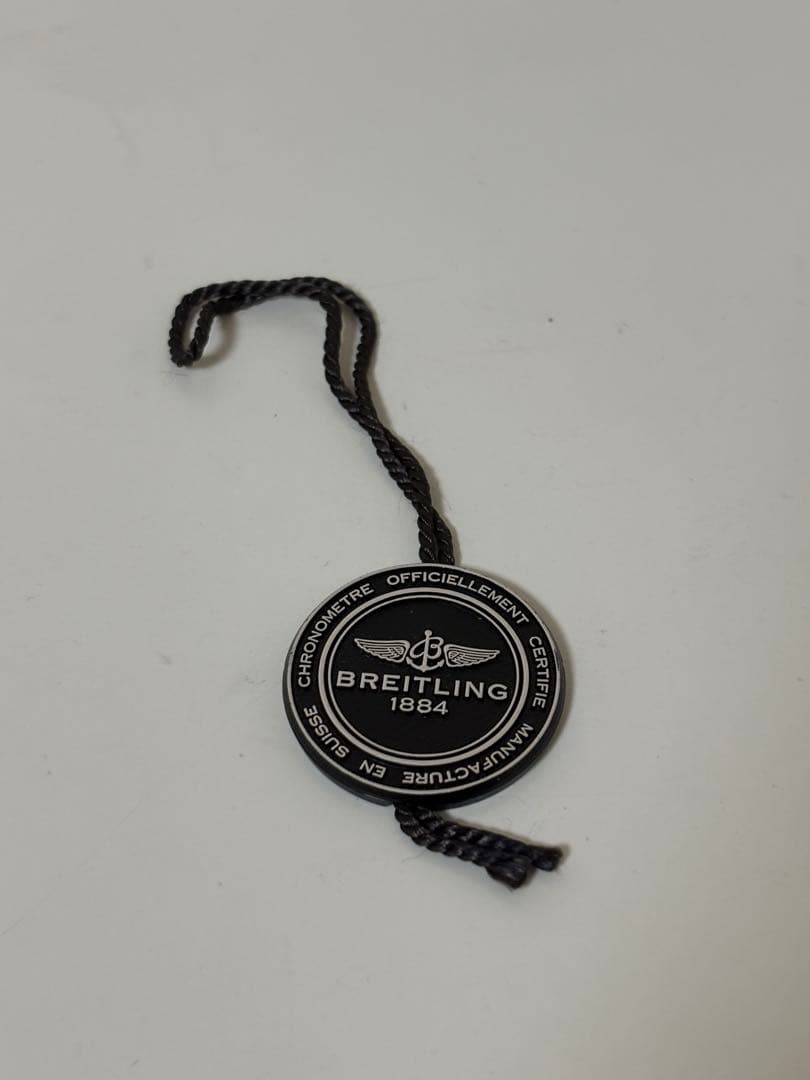 CHRONOMETRE OFFICIELLEMENT CERTIFIE MANUFACTURE EN SUISSE
B
BREITLING
1884